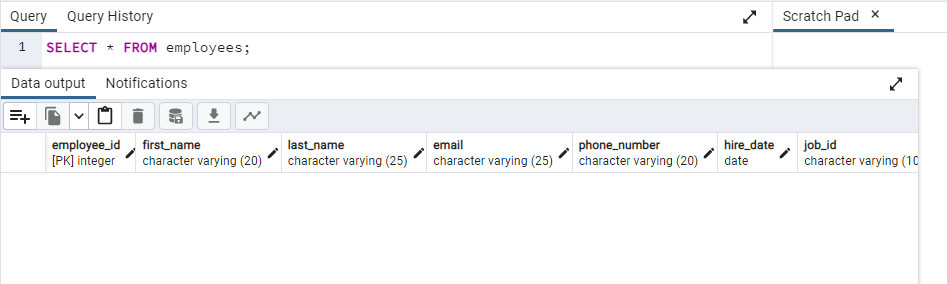 Query Query History Scratch Pad ×
1 SELECT * FROM employees;
Data output Notifications
employee_id first_name last_name email phone_number hire_date job_id
[PK] integer character varying (20) character varying (25) character varying (25) character varying (20) date character varying (10